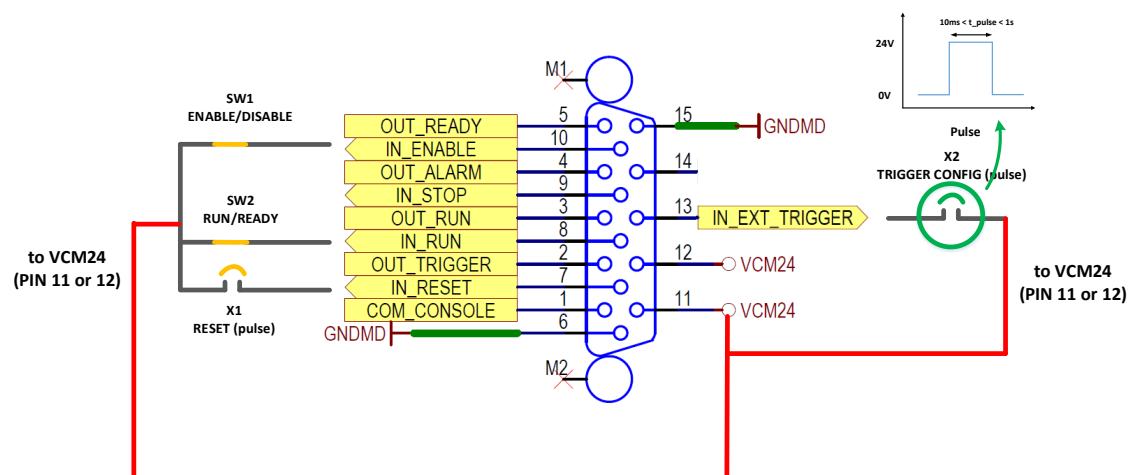 10ms < t_pulse < 1s
24V
0V
Pulse
X2
TRIGGER CONFIG (pulse)
SW1
ENABLE/DISABLE
SW2
RUN/READY
X1
RESET (pulse)
to VCM24
(PIN 11 or 12)
M1
OUT_READY 5
IN_ENABLE 10
OUT_ALARM 4
IN_STOP 9
OUT_RUN 3
IN_RUN 8
OUT_TRIGGER 2
IN_RESET 7
COM_CONSOLE 1
GNDMD 6
M2
15 GNDMD
14
13 IN_EXT_TRIGGER
12 VCM24
11 VCM24
to VCM24
(PIN 11 or 12)